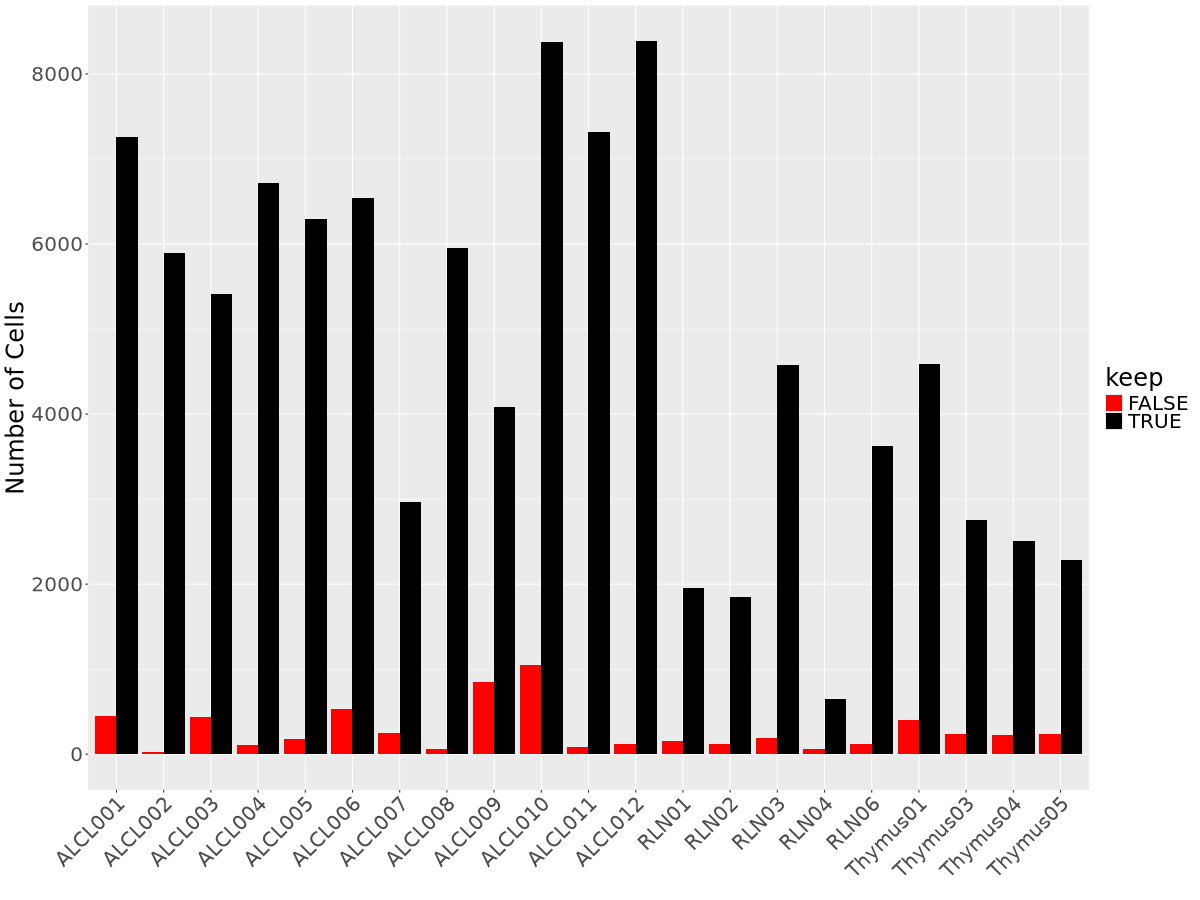 Number of Cells
8000
6000
4000
2000
0
ALCL001
ALCL002
ALCL003
ALCL004
ALCL005
ALCL006
ALCL007
ALCL008
ALCL009
ALCL010
ALCL011
ALCL012
RLN01
RLN02
RLN03
RLN04
RLN06
Thymus01
Thymus03
Thymus04
Thymus05
keep
FALSE
TRUE